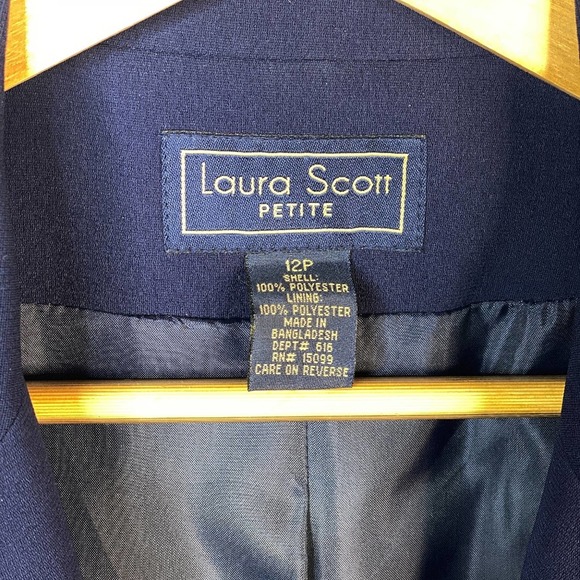 Laura Scott
PETITE
12P
SHELL:
100% POLYESTER
LINING:
100% POLYESTER
MADE IN
BANGLADESH
DEPT# 616
RN# 15099
CARE ON REVERSE